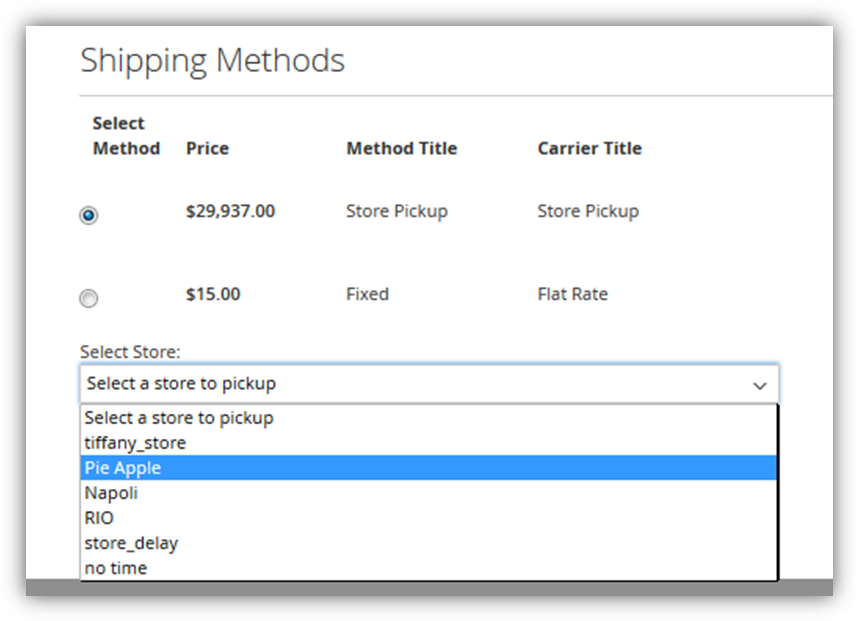 Shipping Methods
Select Method Price Method Title Carrier Title
$29,937.00 Store Pickup Store Pickup
$15.00 Fixed Flat Rate
Select Store:
Select a store to pickup
Select a store to pickup
tiffany_store
Pie Apple
Napoli
RIO
store_delay
no time